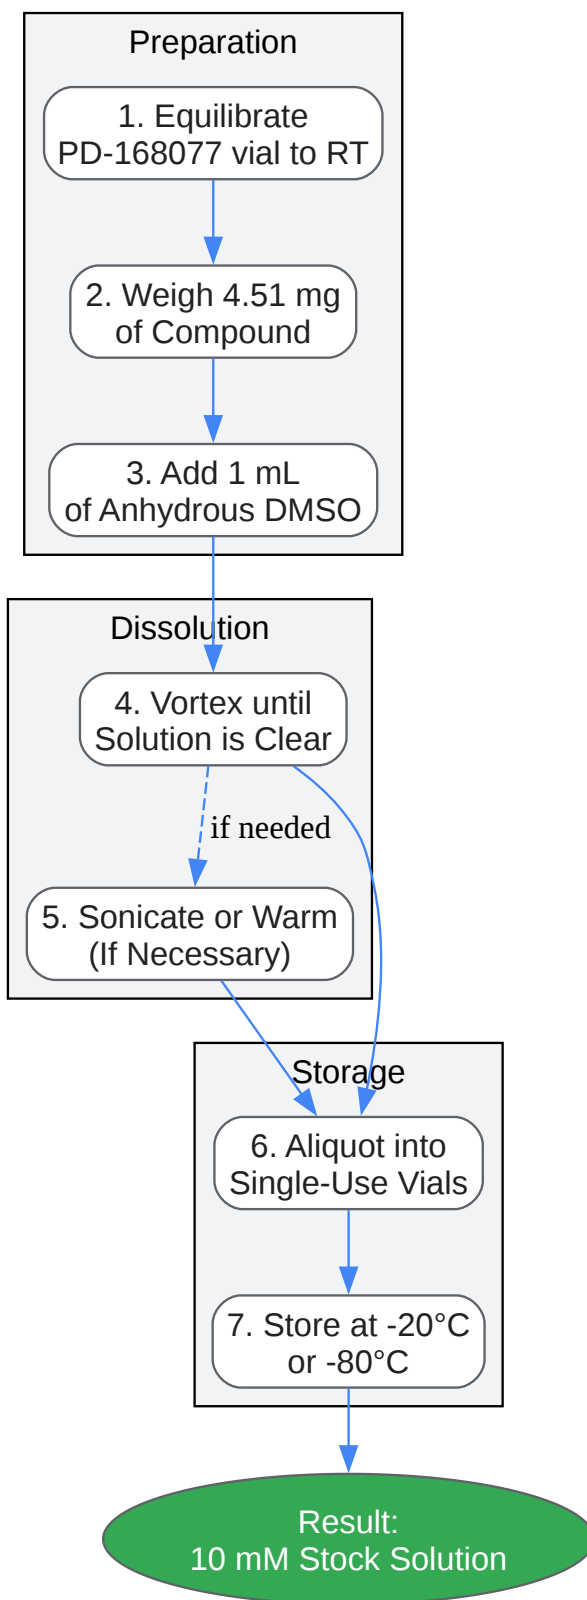 Preparation
1. Equilibrate
PD-168077 vial to RT
2. Weigh 4.51 mg
of Compound
3. Add 1 mL
of Anhydrous DMSO
Dissolution
4. Vortex until
Solution is Clear
if needed
5. Sonicate or Warm
(If Necessary)
Storage
6. Aliquot into
Single-Use Vials
7. Store at -20°C
or -80°C
Result:
10 mM Stock Solution